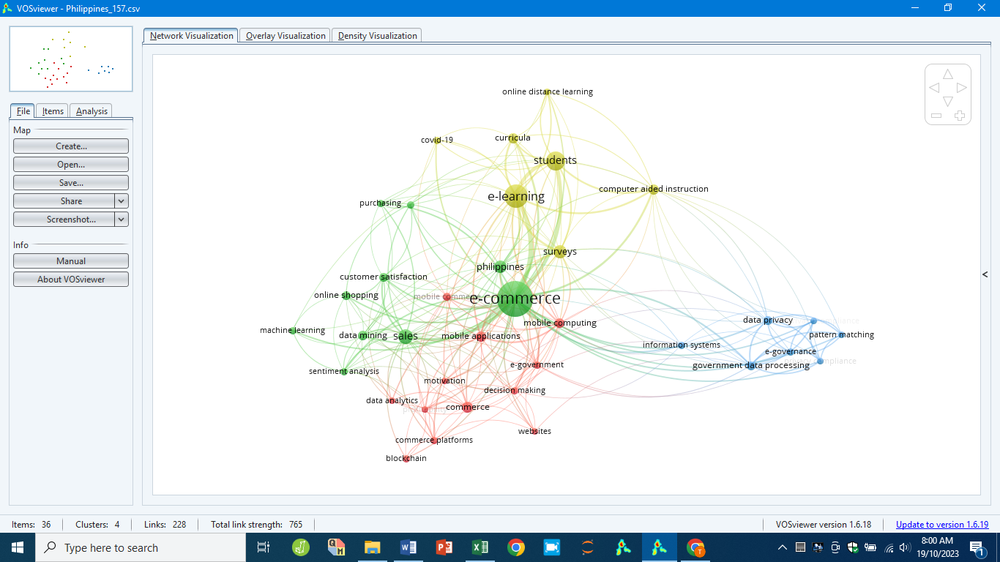 VOSviewer - Philippines_157.csv
Network Visualization
Overlay Visualization
Density Visualization
File
Items
Analysis
Map
Create...
Open...
Save...
Share
Screenshot...
Info
Manual
About VOSviewer
online distance learning
covid-19
curricula
students
e-learning
computer aided instruction
purchasing
surveys
philippines
customer satisfaction
online shopping
mobile commerce
e-commerce
mobile computing
data privacy
machine learning
data mining
sales
mobile applications
pattern matching
information systems
e-governance
privacy compliance
e-government
government data processing
sentiment analysis
motivation
decision making
data analytics
commerce
websites
commerce platforms
blockchain
<
Items: 36
Clusters: 4
Links: 228
Total link strength: 765
VOSviewer version 1.6.18
Update to version 1.6.19
Type here to search
8:00 AM
19/10/2023
1